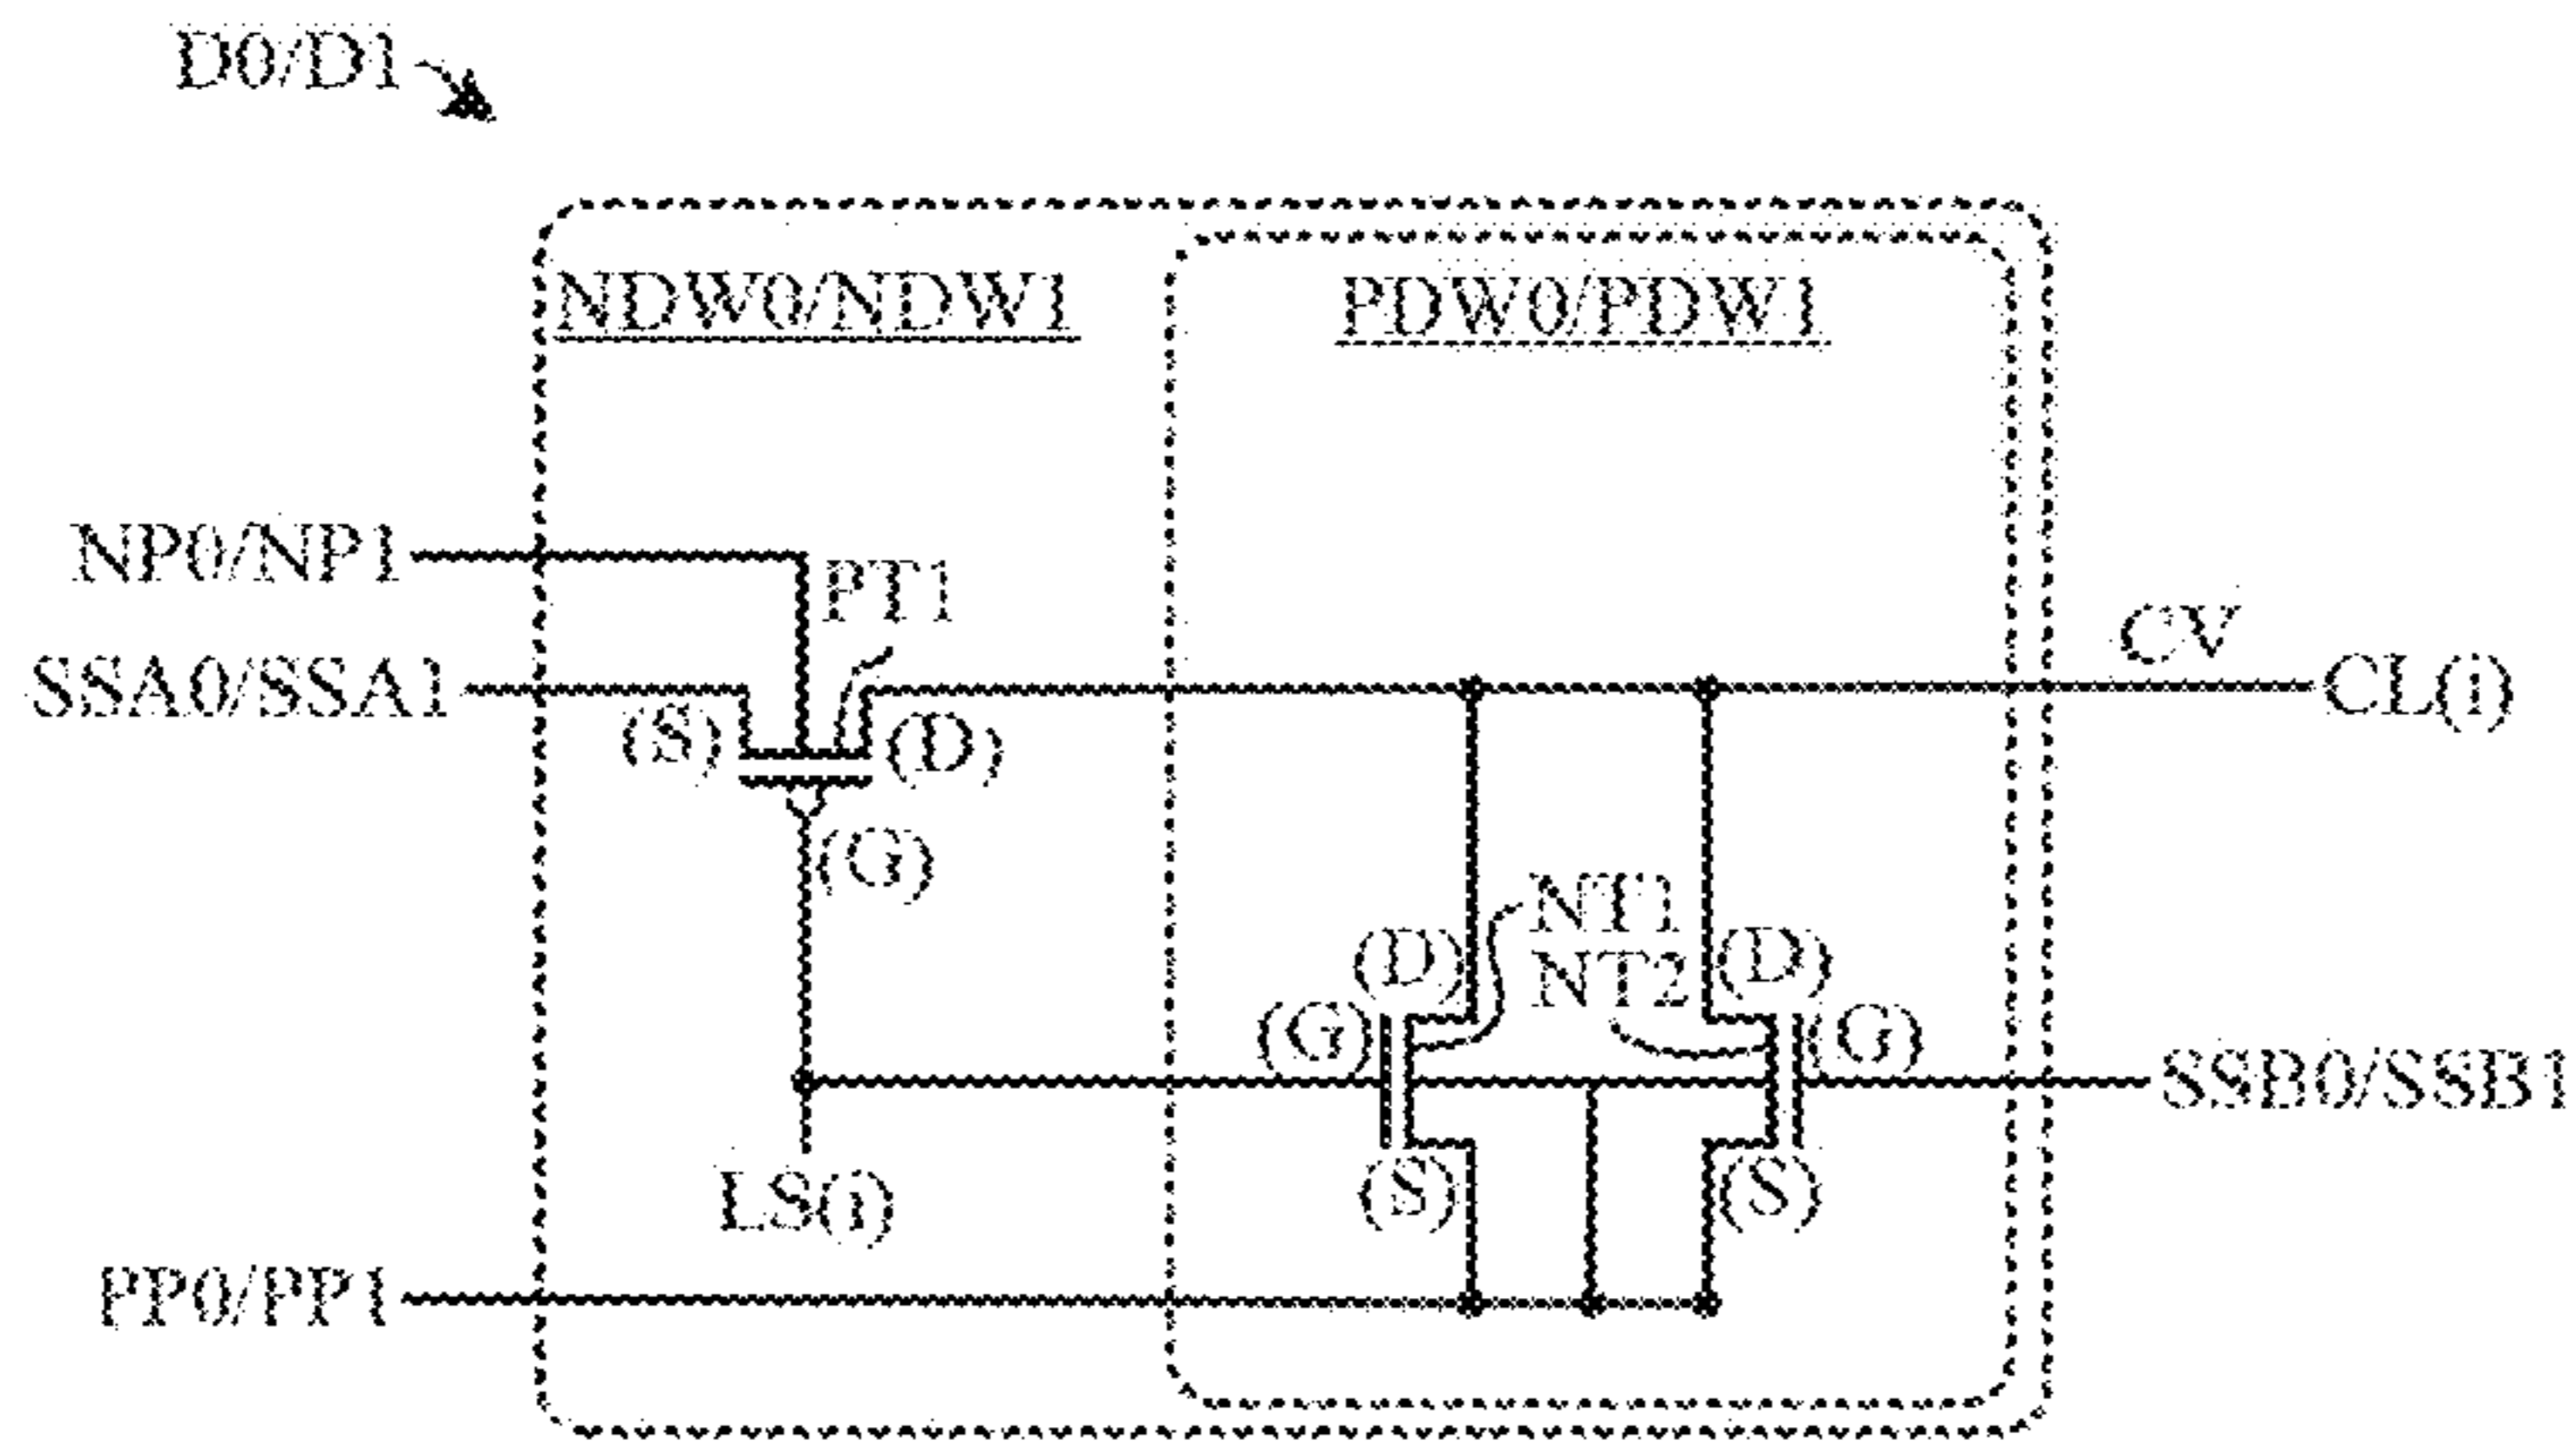 D0/D1
NDW0/NDW1 PDW0/PDW1
NP0/NP1
PT1
SSA0/SSA1
CV
CL(i)
(S) (D)
(G)
NT1
(D) NT2 (D)
(G) (G)
SSB0/SSB1
LS(i)
(S) (S)
PP0/PP1